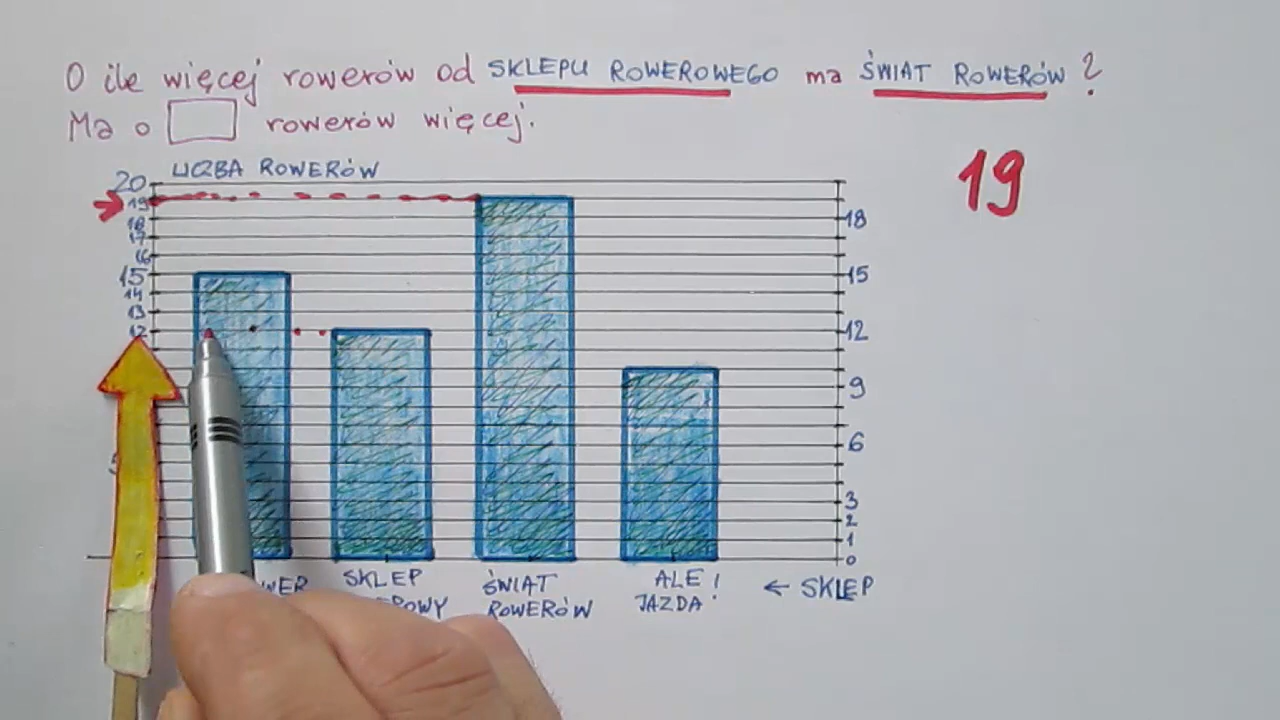 O ile więcej rowerów od SKLEPU ROWEROWEGO ma ŚWIAT ROWERÓW?
Ma o rowerów więcej.
LICZBA ROWERÓW
19
20
19
18
17
16
15
14
13
12
18
15
12
9
6
3
2
1
0
SKLEP
ŚWIAT
ROWERÓW
ALE
JAZDA!
← SKLEP